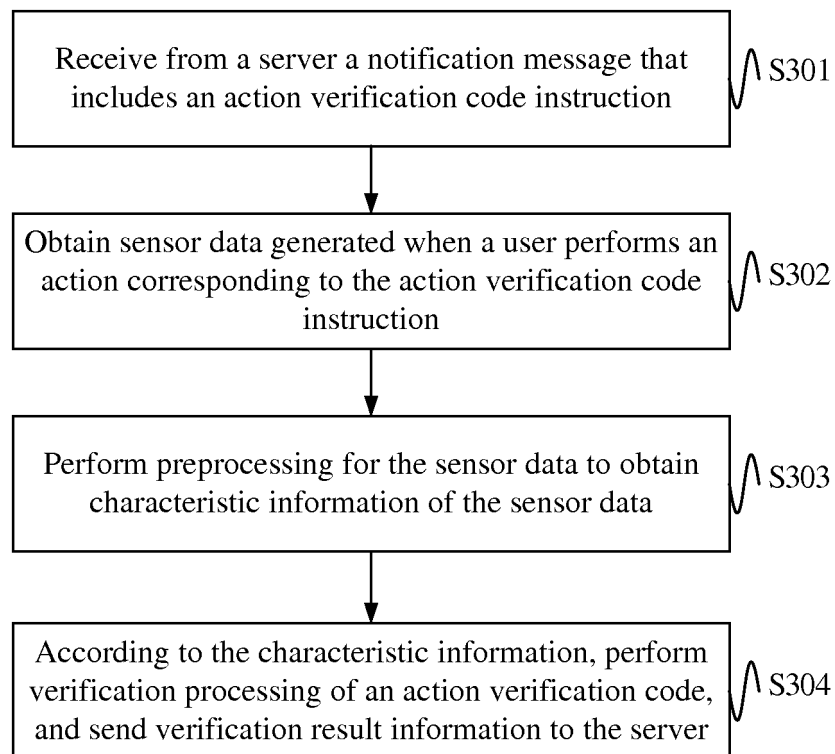 Receive from a server a notification message that
includes an action verification code instruction
S301
Obtain sensor data generated when a user performs an
action corresponding to the action verification code
instruction
S302
Perform preprocessing for the sensor data to obtain
characteristic information of the sensor data
S303
According to the characteristic information, perform
verification processing of an action verification code,
and send verification result information to the server
S304